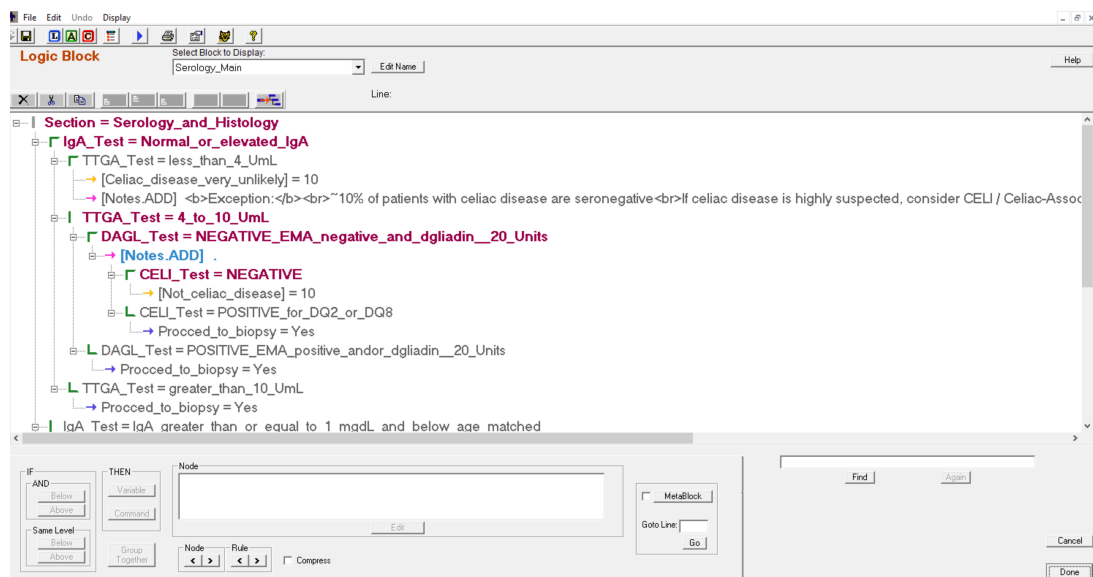 File Edit Undo Display
L A C ?
Logic Block
Select Block to Display:
Serology_Main
Edit Name
Help
Line:
Section = Serology_and_Histology
IgA_Test = Normal_or_elevated_IgA
TTGA_Test = less_than_4_UmL
[Celiac_disease_very_unlikely] = 10
[Notes.ADD] <b>Exception:</b><br>~10% of patients with celiac disease are seronegative<br>If celiac disease is highly suspected, consider CELI / Celiac-Assoc
TTGA_Test = 4_to_10_UmL
DAGL_Test = NEGATIVE_EMA_negative_and_dgliadin__20_Units
[Notes.ADD] .
CELI_Test = NEGATIVE
[Not_celiac_disease] = 10
CELI_Test = POSITIVE_for_DQ2_or_DQ8
Procced_to_biopsy = Yes
DAGL_Test = POSITIVE_EMA_positive_andor_dgliadin__20_Units
Procced_to_biopsy = Yes
TTGA_Test = greater_than_10_UmL
Procced_to_biopsy = Yes
IgA_Test = IgA_greater_than_or_equal_to_1_mgdL_and_below_age_matched
IF
AND
Below
Above
Same Level
Below
Above
THEN
Variable
Command
Group Together
Node
Edit
Node
< >
Rule
< >
Compress
MetaBlock
Goto Line:
Go
Find
Again
Cancel
Done